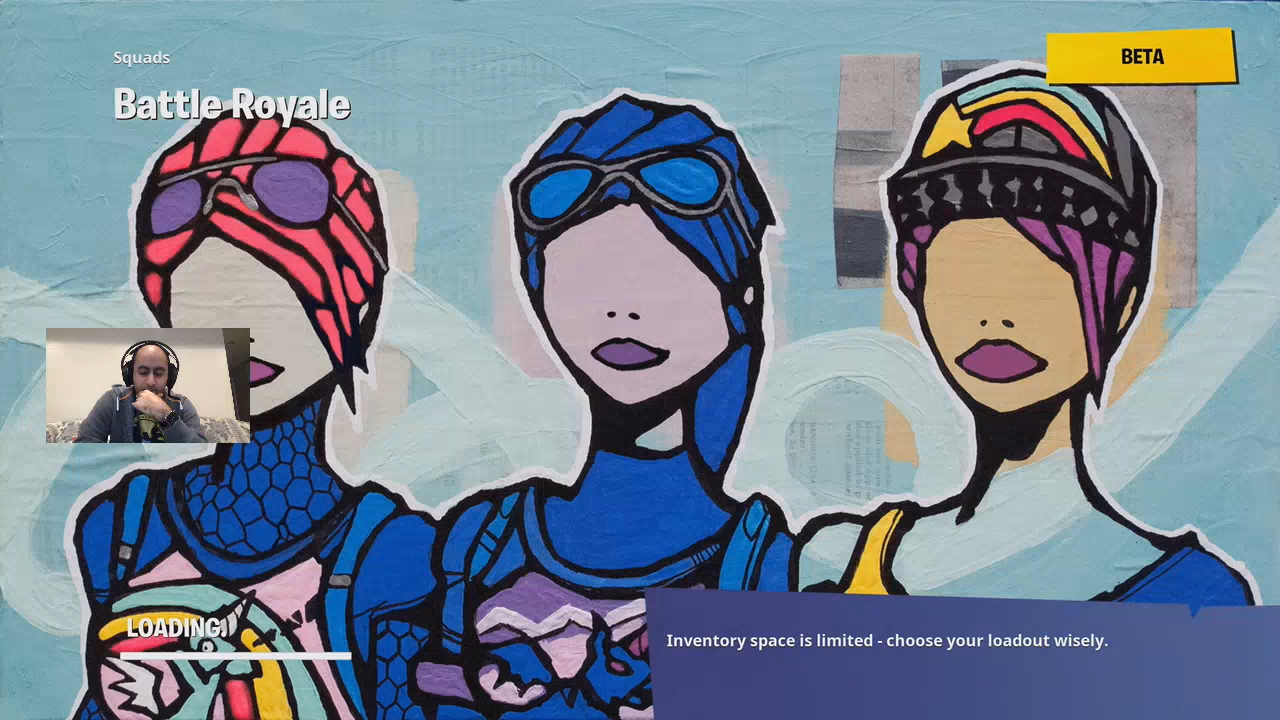 Squads
Battle Royale
BETA
LOADING.
Inventory space is limited - choose your loadout wisely.